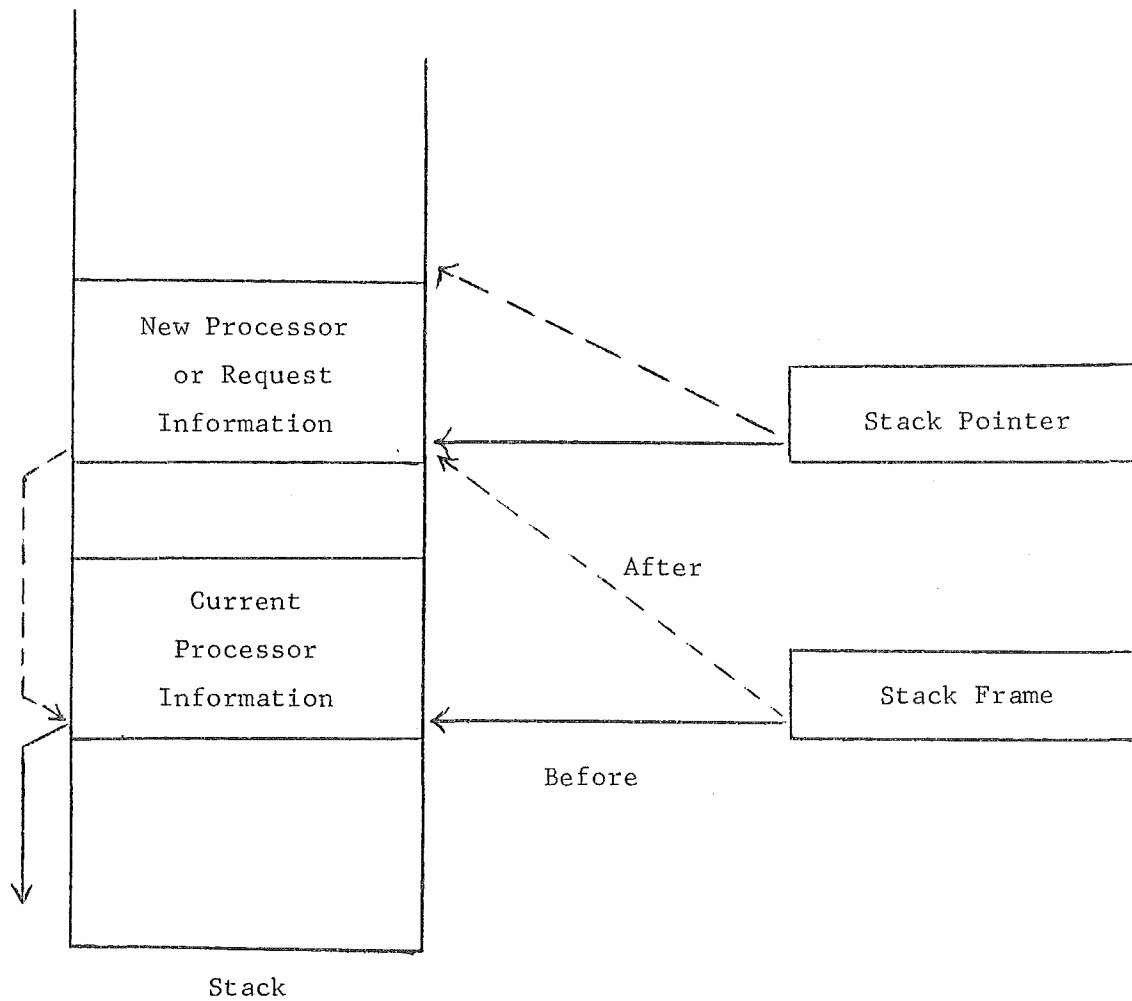 New Processor
or Request
Information
Stack Pointer
After
Current
Processor
Information
Stack Frame
Before
Stack